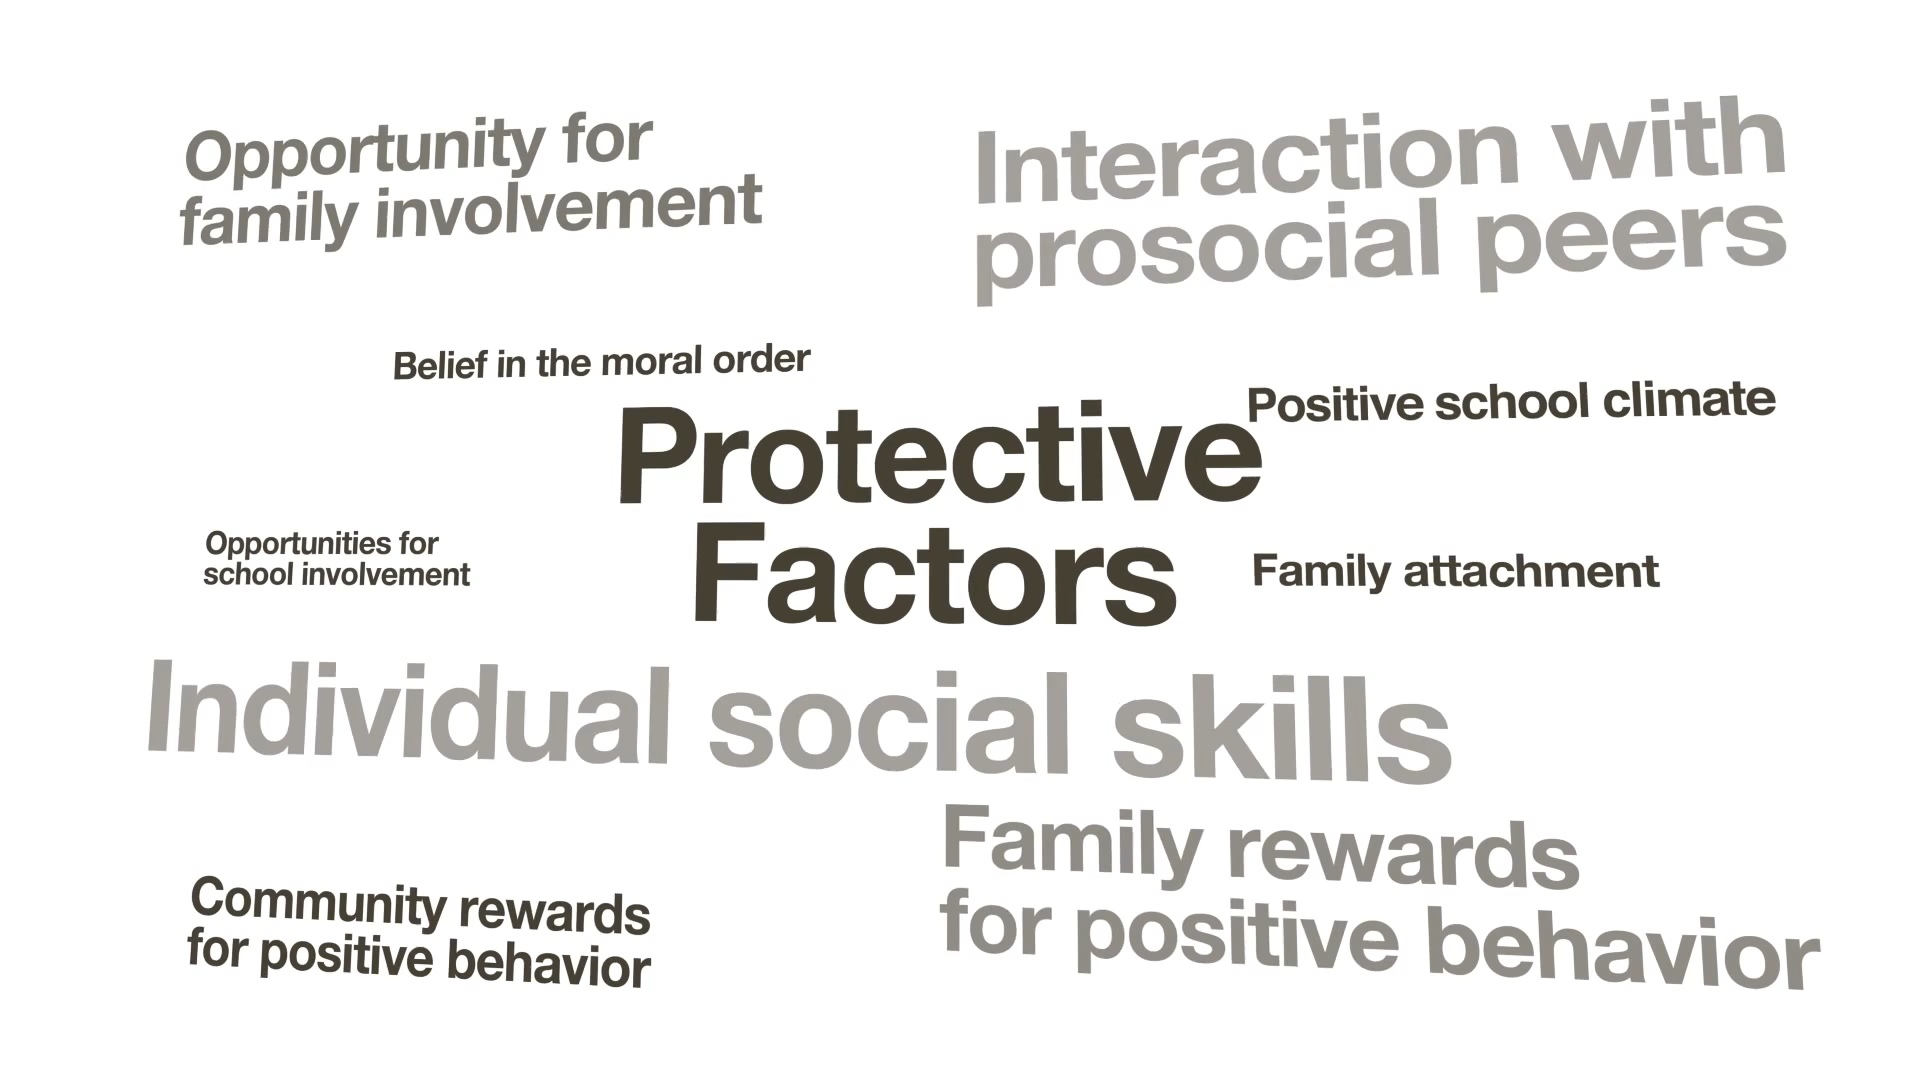 Opportunity for
family involvement
Interaction with
prosocial peers
Belief in the moral order
Positive school climate
Protective
Factors
Opportunities for
school involvement
Family attachment
Individual social skills
Family rewards
for positive behavior
Community rewards
for positive behavior